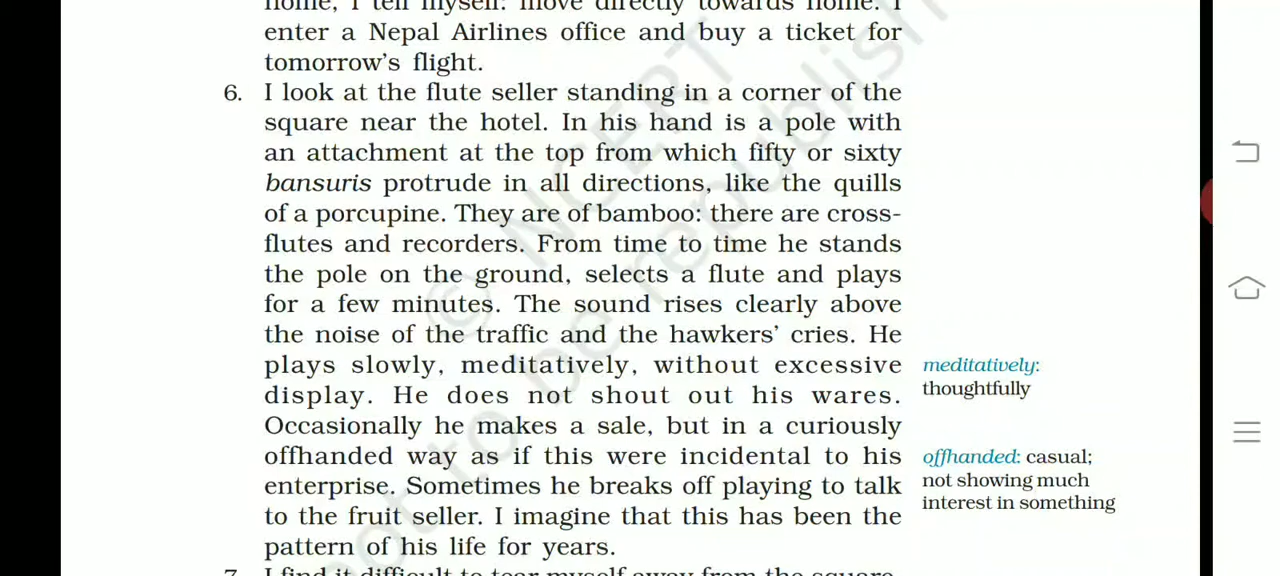 home, I tell myself: move directly towards home. I
enter a Nepal Airlines office and buy a ticket for
tomorrow's flight.
6. I look at the flute seller standing in a corner of the
square near the hotel. In his hand is a pole with
an attachment at the top from which fifty or sixty
bansuris protrude in all directions, like the quills
of a porcupine. They are of bamboo: there are cross-
flutes and recorders. From time to time he stands
the pole on the ground, selects a flute and plays
for a few minutes. The sound rises clearly above
the noise of the traffic and the hawkers' cries. He
plays slowly, meditatively, without excessive
display. He does not shout out his wares.
Occasionally he makes a sale, but in a curiously
offhanded way as if this were incidental to his
enterprise. Sometimes he breaks off playing to talk
to the fruit seller. I imagine that this has been the
pattern of his life for years.
7. I find it difficult to tear myself away from the square.
meditatively:
thoughtfully
offhanded: casual;
not showing much
interest in something
© NCERT
not to be republish